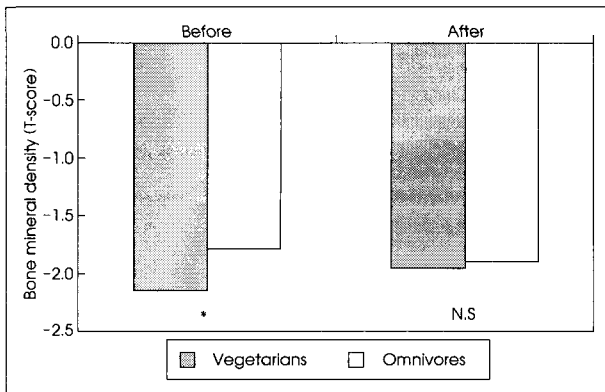 Before After
0.0
−0.5
−1.0
−1.5
−2.0
−2.5
Bone mineral density (T-score)
* N.S
Vegetarians Omnivores